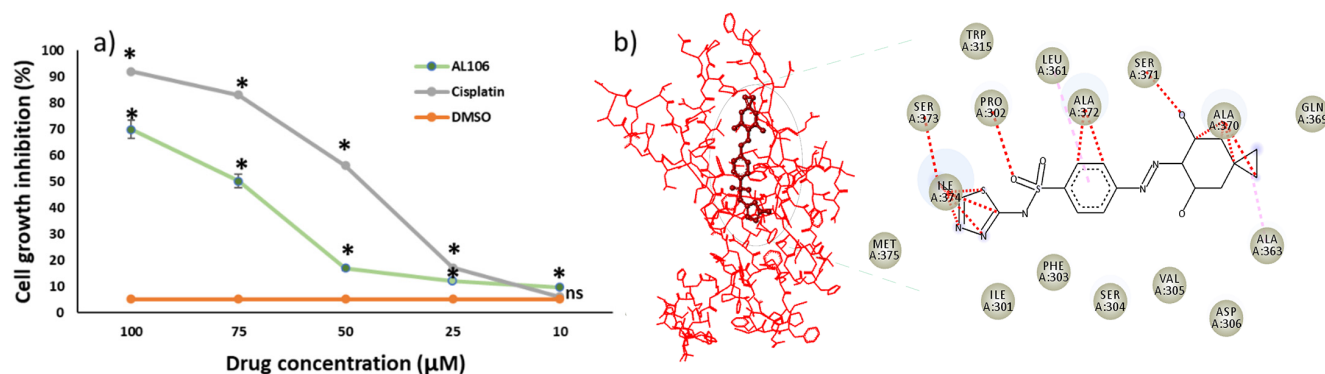 a)
100
90
80
70
60
50
40
30
20
10
0
Cell growth inhibition (%)
* * * * * * * * *
ns
AL106
Cisplatin
DMSO
100 75 50 25 10
Drug concentration (µM)
b)
TRP
A:315
LEU
A:361
SER
A:371
SER
A:373
PRO
A:302
ALA
A:372
ALA
A:370
GLN
A:369
O
O
O
S
N
N
N
S
N
N
O
ILE
A:374
ALA
A:363
MET
A:375
PHE
A:303
ILE
A:301
SER
A:304
VAL
A:305
ASP
A:306